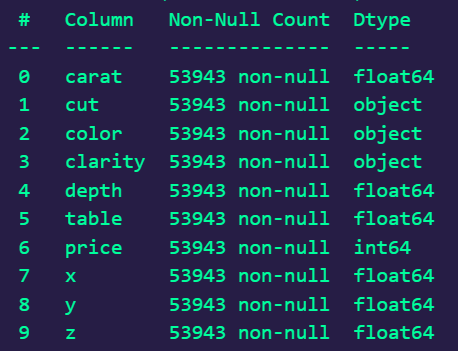 #   Column   Non-Null Count  Dtype
---  ------   --------------  -----
0   carat    53943 non-null  float64
1   cut      53943 non-null  object
2   color    53943 non-null  object
3   clarity  53943 non-null  object
4   depth    53943 non-null  float64
5   table    53943 non-null  float64
6   price    53943 non-null  int64
7   x        53943 non-null  float64
8   y        53943 non-null  float64
9   z        53943 non-null  float64